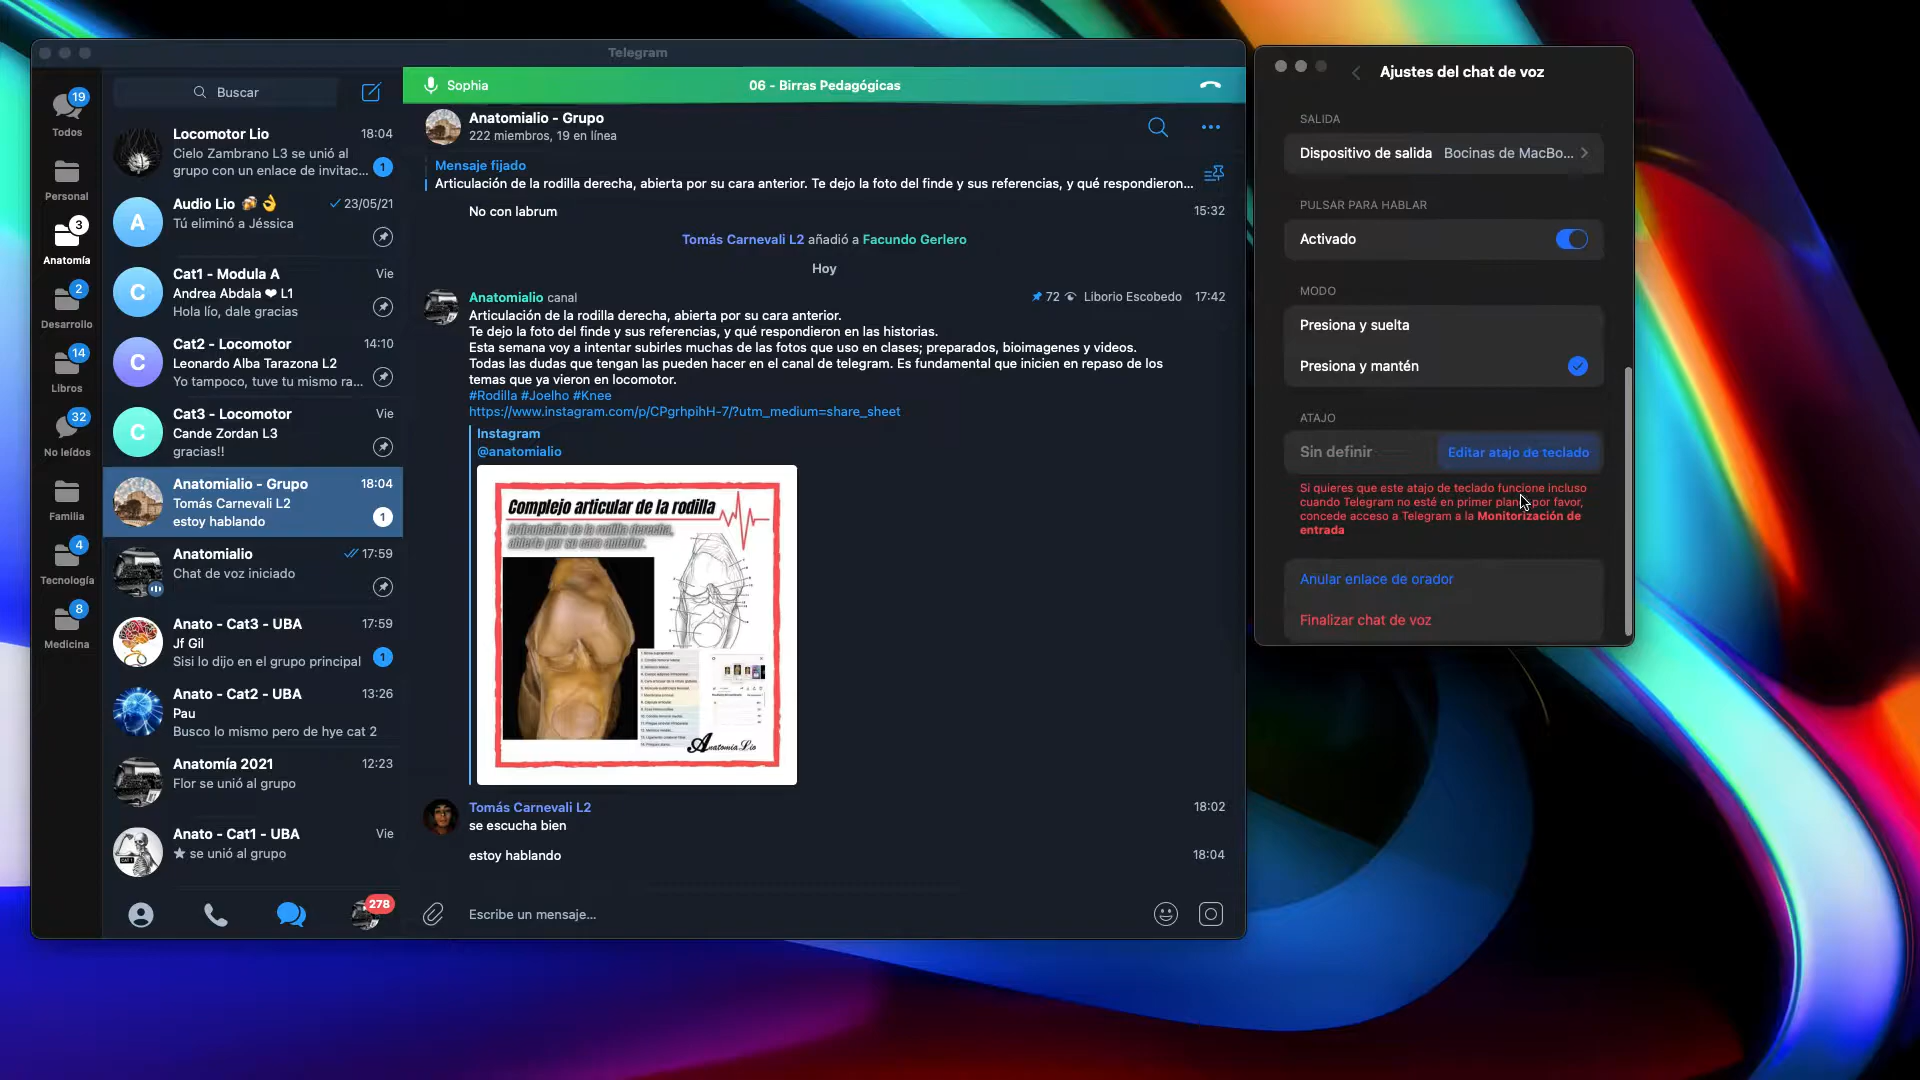 Telegram
19
Todos
Personal
3
Anatomía
2
Desarrollo
14
Libros
32
No leídos
Familia
4
Tecnología
8
Medicina
Buscar
Locomotor Lio 18:04
Cielo Zambrano L3 se unió al
grupo con un enlace de invitac... 1
A
Audio Lio 🍻👌 23/05/21
Tú eliminó a Jéssica
C
Cat1 - Modula A Vie
Andrea Abdala ❤ L1
Hola lío, dale gracias
C
Cat2 - Locomotor 14:10
Leonardo Alba Tarazona L2
Yo tampoco, tuve tu mismo ra...
C
Cat3 - Locomotor Vie
Cande Zordan L3
gracias!!
Anatomialio - Grupo 18:04
Tomás Carnevali L2
estoy hablando 1
Anatomialio 17:59
Chat de voz iniciado
Anato - Cat3 - UBA 17:59
Jf Gil
Sisi lo dijo en el grupo principal 1
Anato - Cat2 - UBA 13:26
Pau
Busco lo mismo pero de hye cat 2
Anatomía 2021 12:23
Flor se unió al grupo
Anato - Cat1 - UBA Vie
★ se unió al grupo
278
Sophia 06 - Birras Pedagógicas
Anatomialio - Grupo
222 miembros, 19 en línea
Mensaje fijado
Articulación de la rodilla derecha, abierta por su cara anterior. Te dejo la foto del finde y sus referencias, y qué respondieron...
No con labrum 15:32
Tomás Carnevali L2 añadió a Facundo Gerlero
Hoy
Anatomialio canal 72 Liborio Escobedo 17:42
Articulación de la rodilla derecha, abierta por su cara anterior.
Te dejo la foto del finde y sus referencias, y qué respondieron en las historias.
Esta semana voy a intentar subirles muchas de las fotos que uso en clases; preparados, bioimagenes y videos.
Todas las dudas que tengan las pueden hacer en el canal de telegram. Es fundamental que inicien en repaso de los
temas que ya vieron en locomotor.
#Rodilla #Joelho #Knee
https://www.instagram.com/p/CPgrhpihH-7/?utm_medium=share_sheet
Instagram
@anatomialio
Complejo articular de la rodilla
Articulación de la rodilla derecha,
abierta por su cara anterior.
AnatomiaLio
Tomás Carnevali L2 18:02
se escucha bien
estoy hablando 18:04
Escribe un mensaje...
Ajustes del chat de voz
SALIDA
Dispositivo de salida Bocinas de MacBo...
PULSAR PARA HABLAR
Activado
MODO
Presiona y suelta
Presiona y mantén
ATAJO
Sin definir Editar atajo de teclado
Si quieres que este atajo de teclado funcione incluso
cuando Telegram no esté en primer plano, por favor,
concede acceso a Telegram a la Monitorización de
entrada
Anular enlace de orador
Finalizar chat de voz